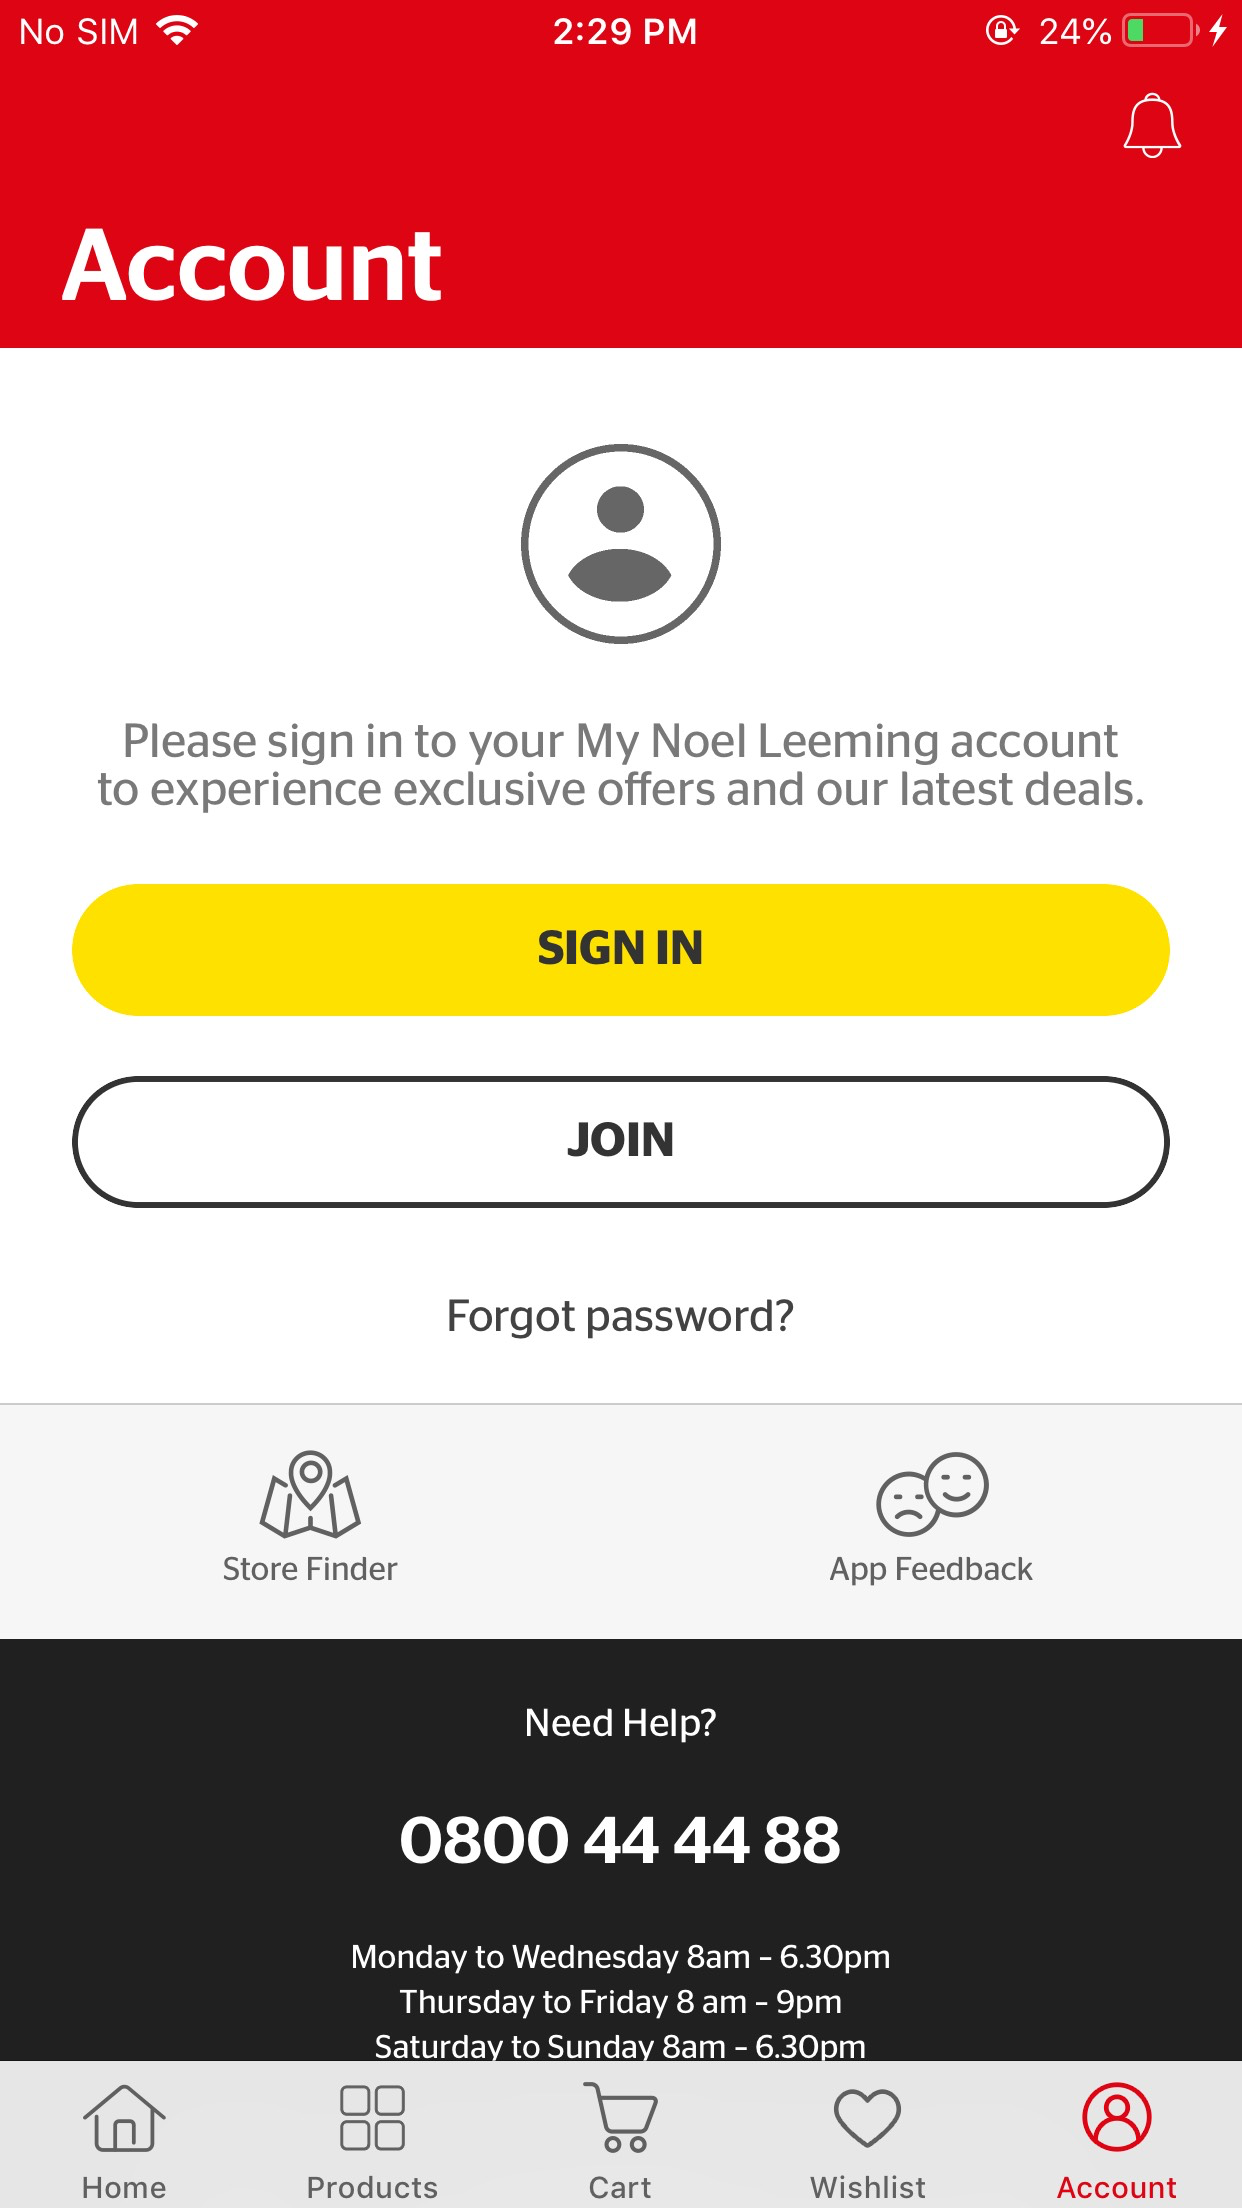 No SIM 2:29 PM 24%
Account
Please sign in to your My Noel Leeming account
to experience exclusive offers and our latest deals.
SIGN IN
JOIN
Forgot password?
Store Finder App Feedback
Need Help?
0800 44 44 88
Monday to Wednesday 8am – 6.30pm
Thursday to Friday 8 am – 9pm
Saturday to Sunday 8am – 6.30pm
Home Products Cart Wishlist Account